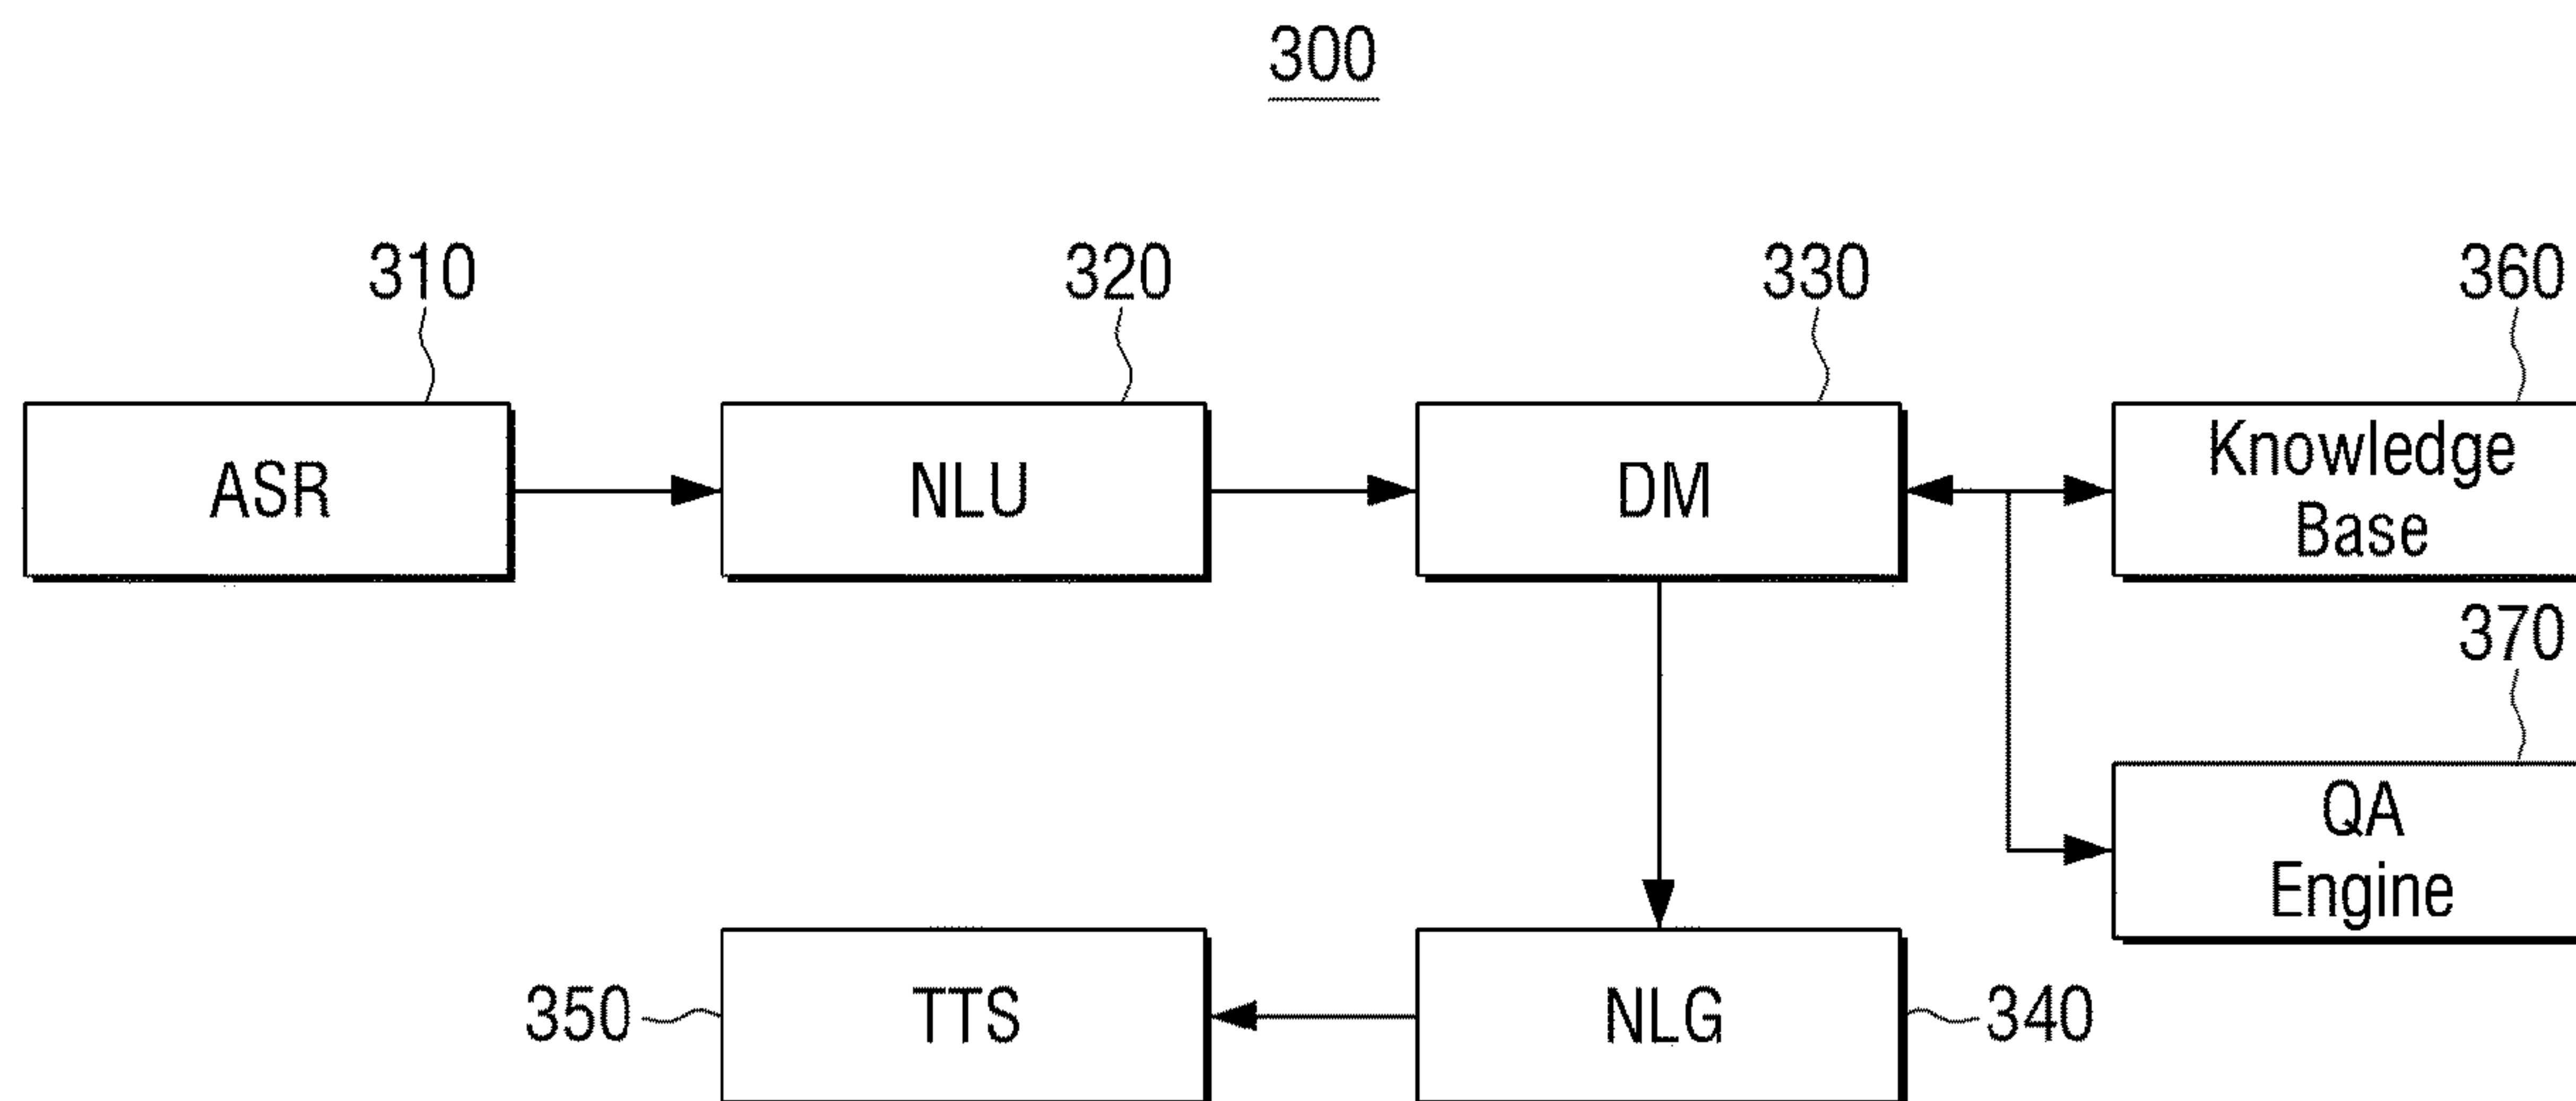 300
310
320
330
360
ASR
NLU
DM
Knowledge
Base
370
QA
Engine
350
TTS
NLG
340